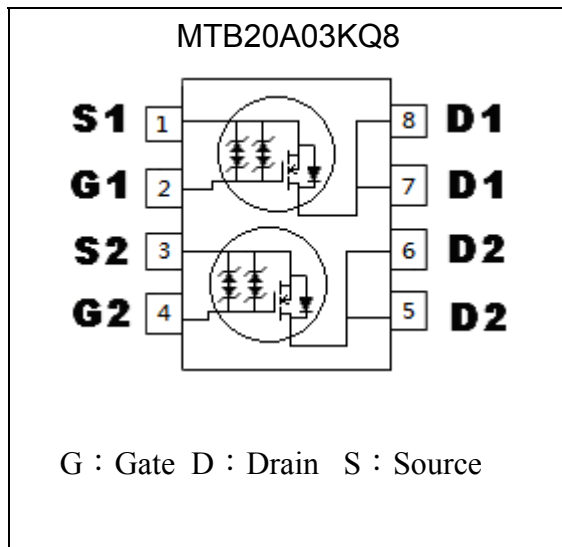 MTB20A03KQ8
S1 1 8 D1
G1 2 7 D1
S2 3 6 D2
G2 4 5 D2
G：Gate D：Drain S：Source